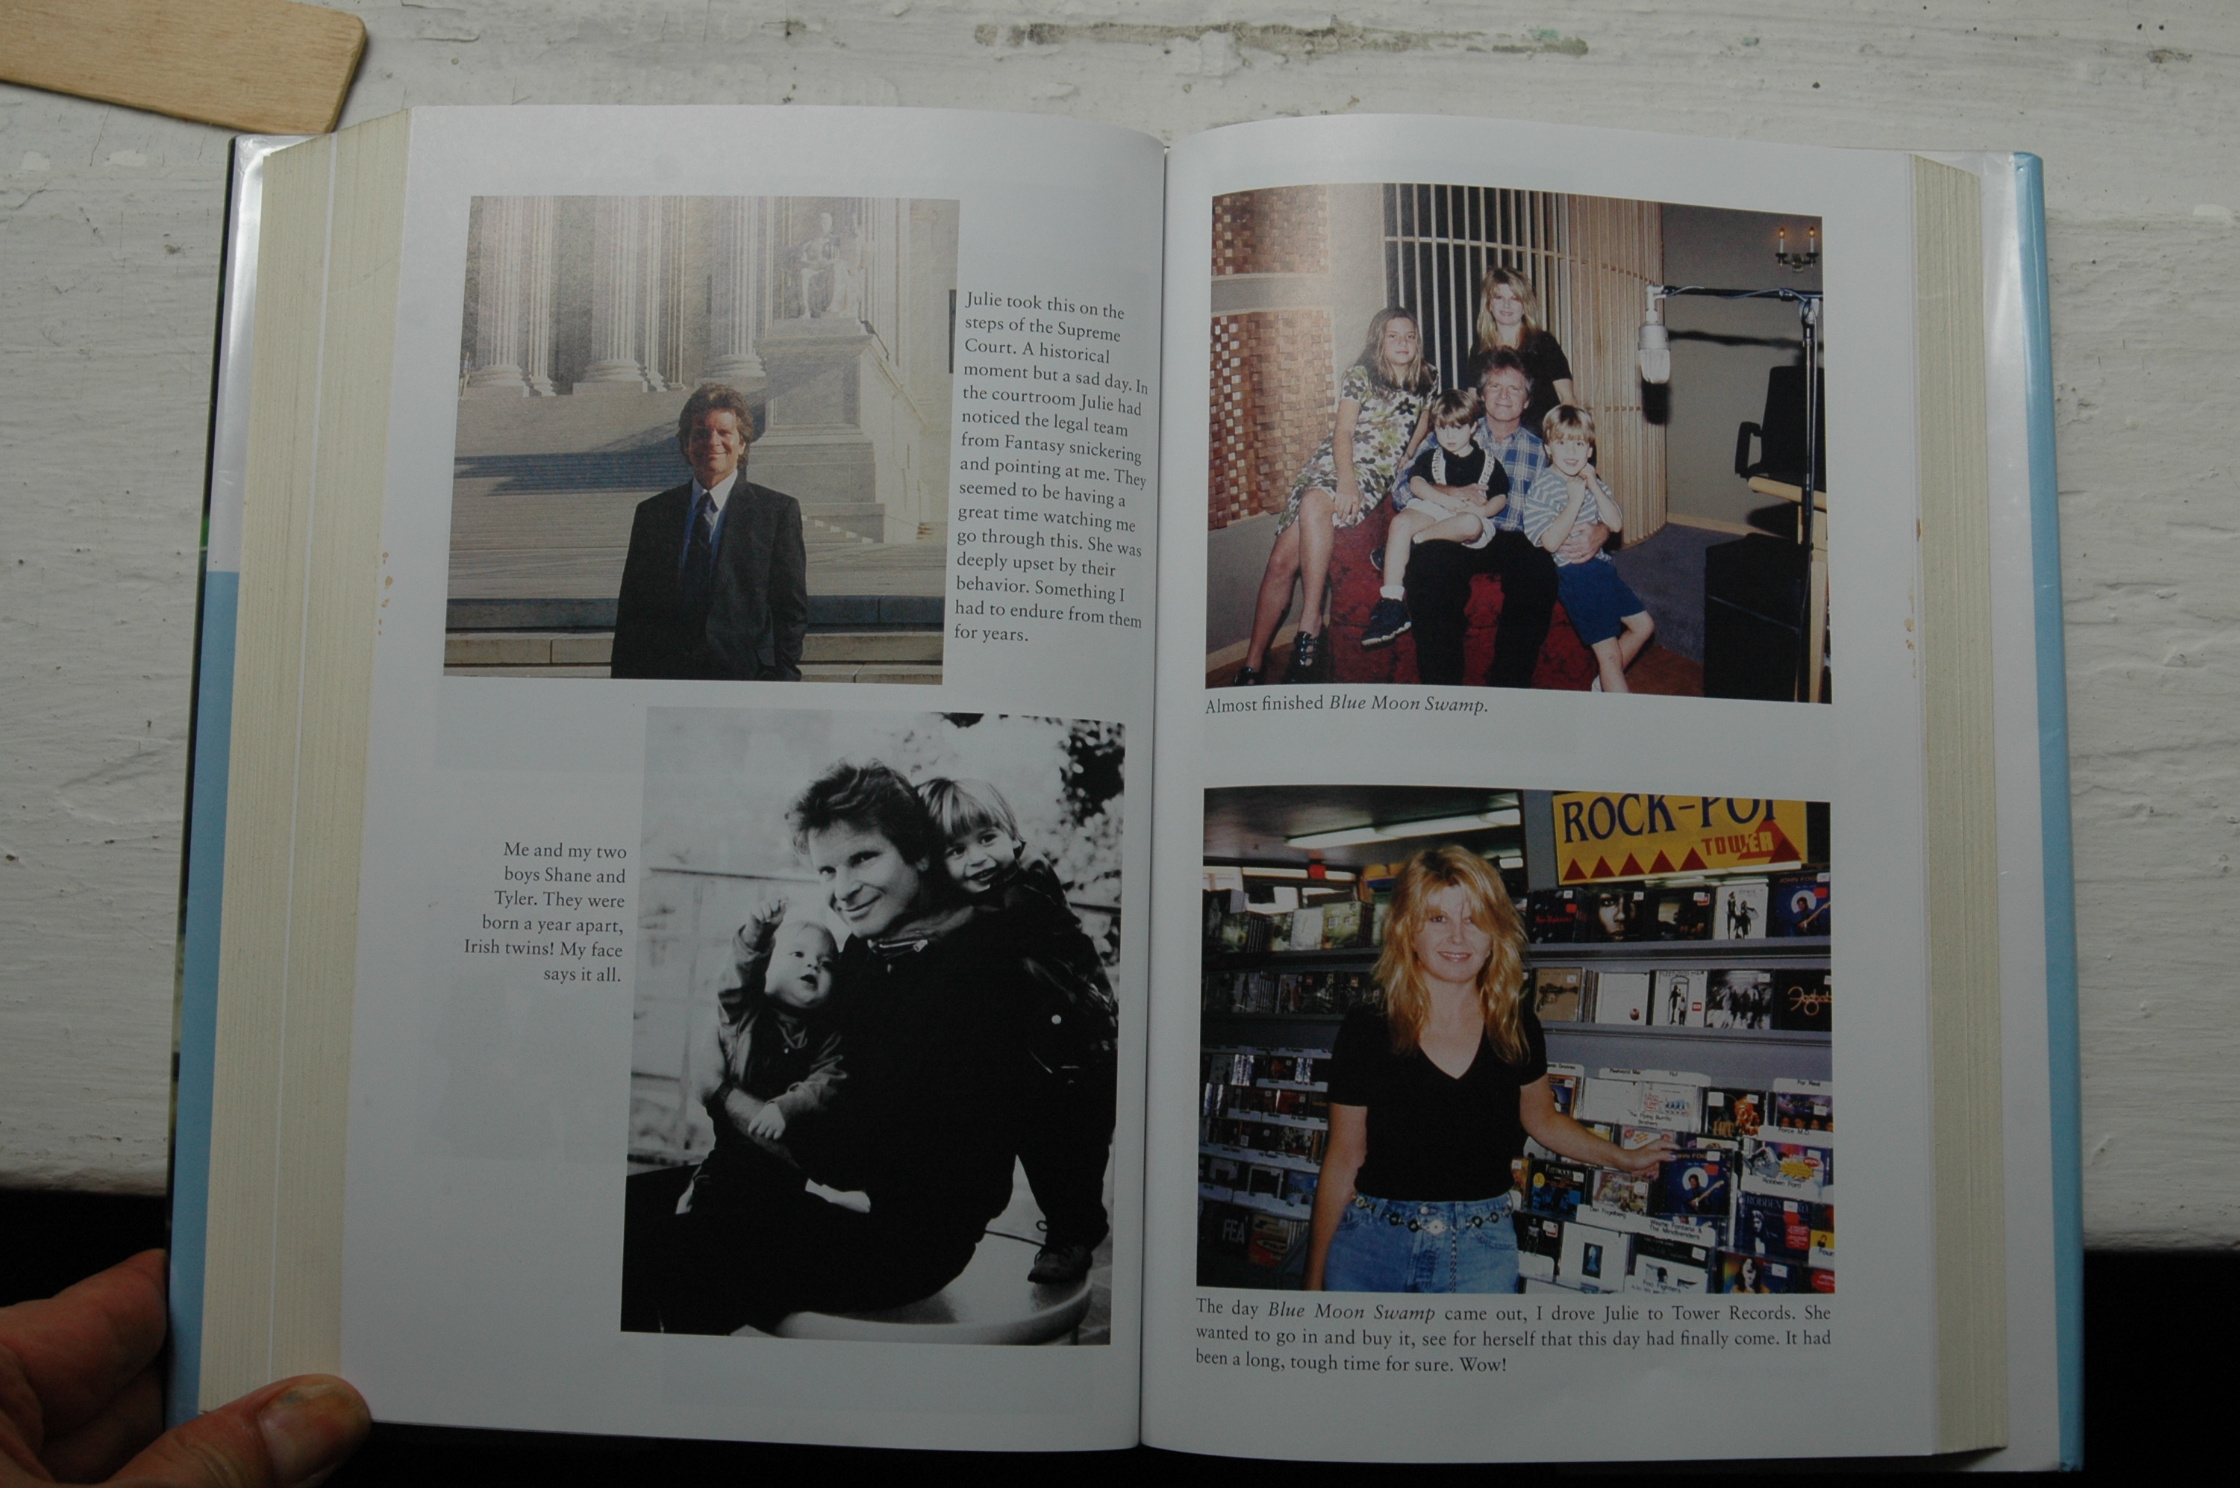 Julie took this on the
steps of the Supreme
Court. A historical
moment but a sad day. In
the courtroom Julie had
noticed the legal team
from Fantasy snickering
and pointing at me. They
seemed to be having a
great time watching me
go through this. She was
deeply upset by their
behavior. Something I
had to endure from them
for years.
Me and my two
boys Shane and
Tyler. They were
born a year apart,
Irish twins! My face
says it all.
Almost finished Blue Moon Swamp.
ROCK-POP
TOWER
JOHN FOG
FEA
The day Blue Moon Swamp came out, I drove Julie to Tower Records. She
wanted to go in and buy it, see for herself that this day had finally come. It had
been a long, tough time for sure. Wow!